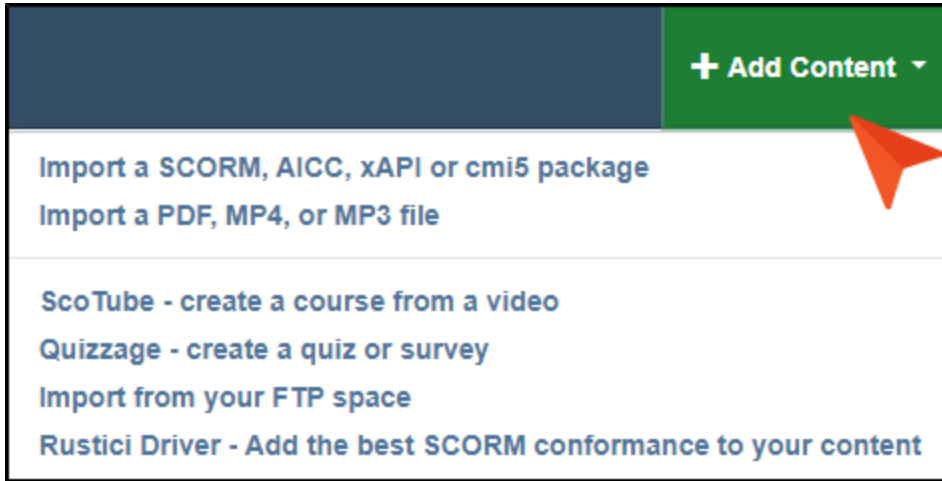 + Add Content
Import a SCORM, AICC, xAPI or cmi5 package
Import a PDF, MP4, or MP3 file
ScoTube - create a course from a video
Quizzage - create a quiz or survey
Import from your FTP space
Rustici Driver - Add the best SCORM conformance to your content